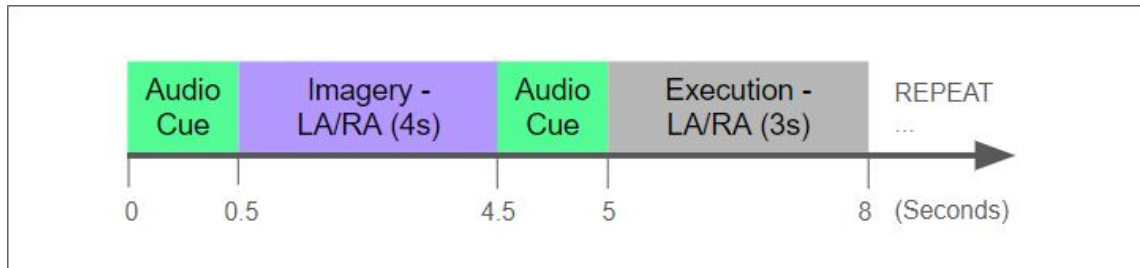 Audio
Cue
Imagery -
LA/RA (4s)
Audio
Cue
Execution -
LA/RA (3s)
REPEAT
...
0
0.5
4.5
5
8
(Seconds)